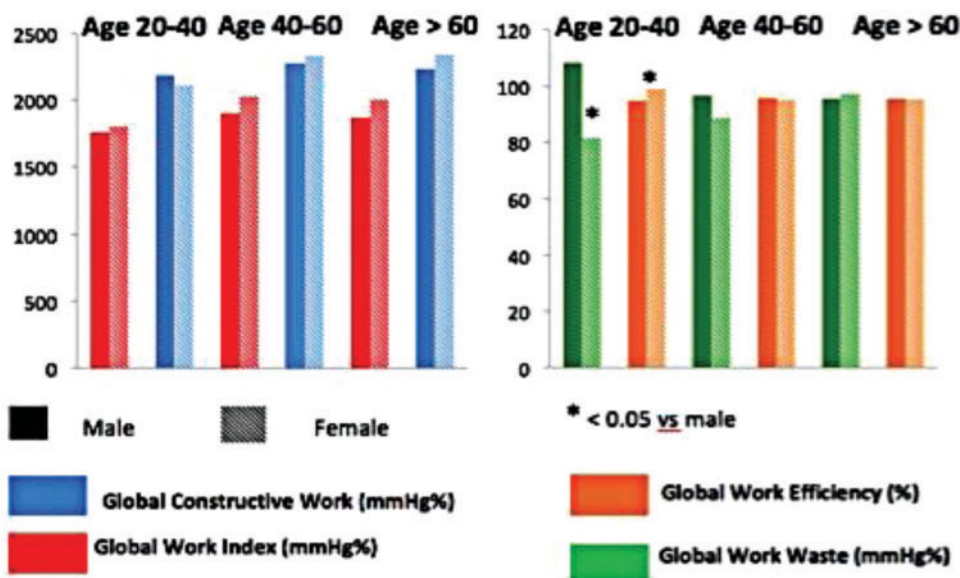 Age 20-40 Age 40-60 Age > 60
2500
2000
1500
1000
500
0
Age 20-40 Age 40-60 Age > 60
120
100
80
60
40
20
0
*
*
Male Female
* < 0.05 vs male
Global Constructive Work (mmHg%)
Global Work Index (mmHg%)
Global Work Efficiency (%)
Global Work Waste (mmHg%)